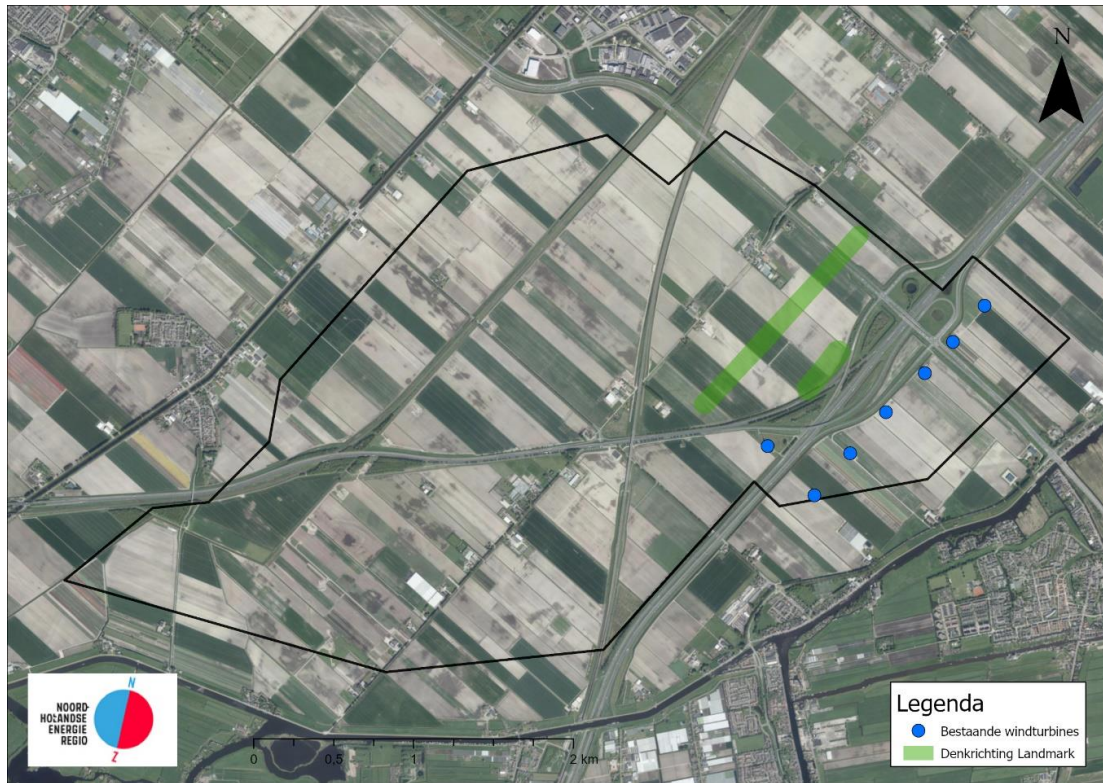 N
Legenda
Bestaande windturbines
Denkrichting Landmark
N
NOORD-
HOLLANDSE
ENERGIE
REGIO
Z
0 0.5 1 2 km